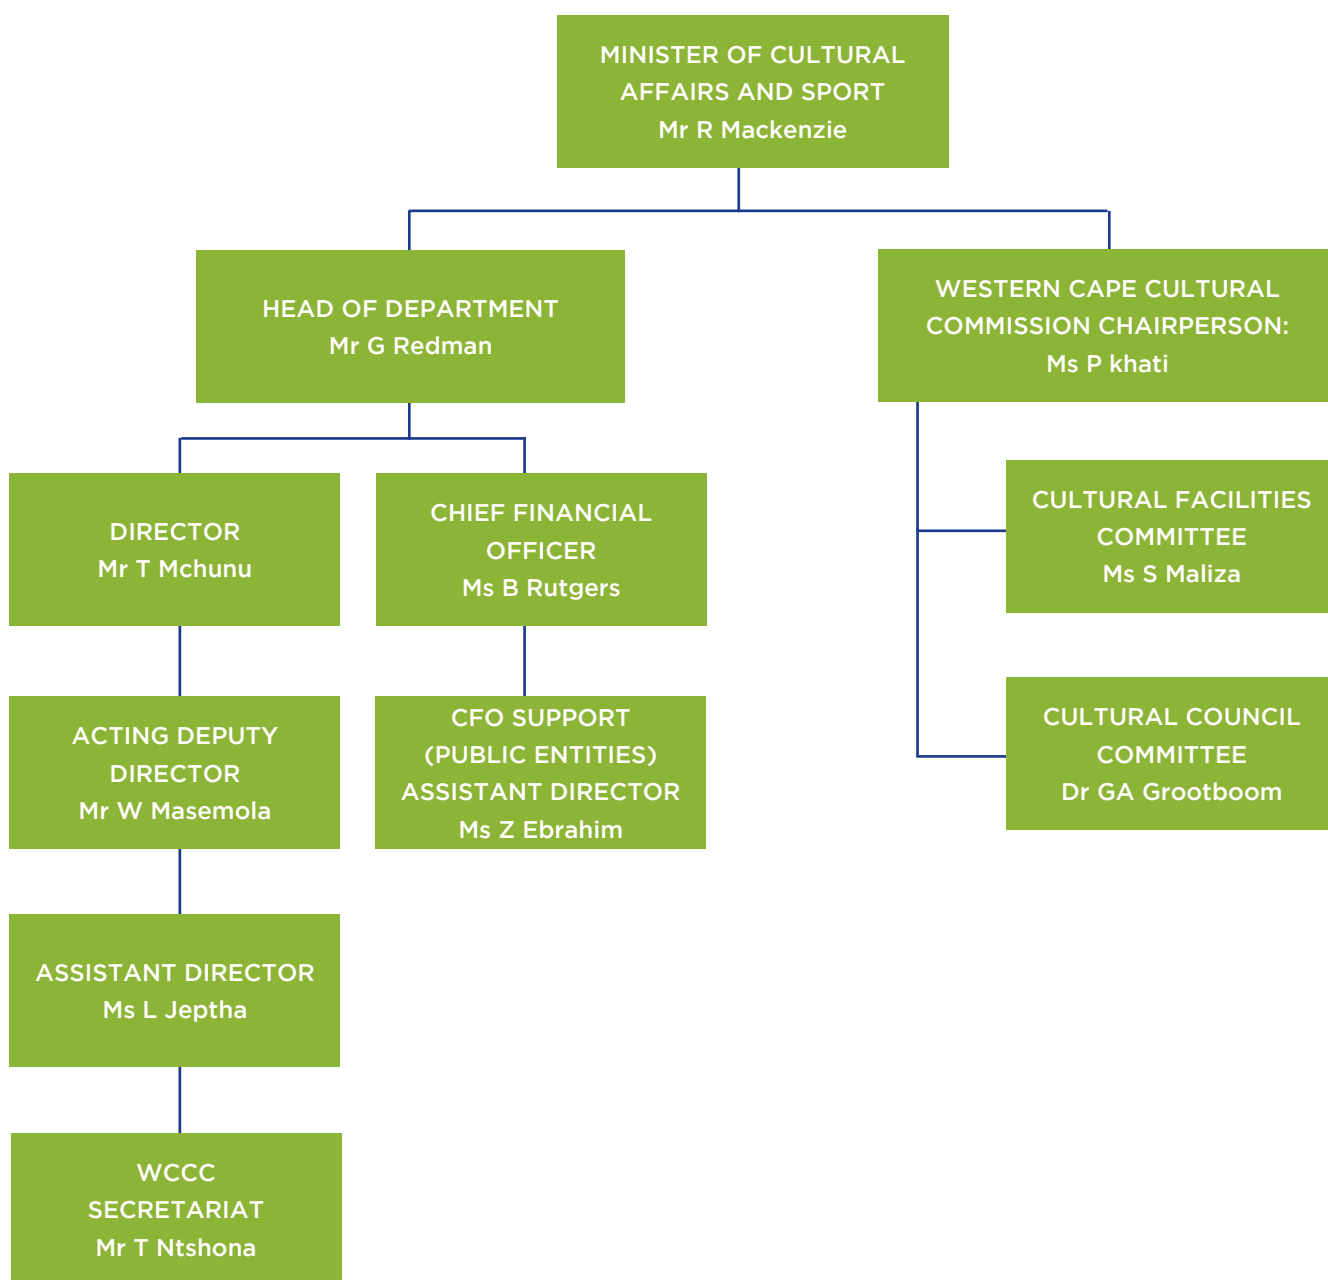 MINISTER OF CULTURAL
AFFAIRS AND SPORT
Mr R Mackenzie
HEAD OF DEPARTMENT
Mr G Redman
WESTERN CAPE CULTURAL
COMMISSION CHAIRPERSON:
Ms P khati
DIRECTOR
Mr T Mchunu
CHIEF FINANCIAL
OFFICER
Ms B Rutgers
CULTURAL FACILITIES
COMMITTEE
Ms S Maliza
ACTING DEPUTY
DIRECTOR
Mr W Masemola
CFO SUPPORT
(PUBLIC ENTITIES)
ASSISTANT DIRECTOR
Ms Z Ebrahim
CULTURAL COUNCIL
COMMITTEE
Dr GA Grootboom
ASSISTANT DIRECTOR
Ms L Jeptha
WCCC
SECRETARIAT
Mr T Ntshona